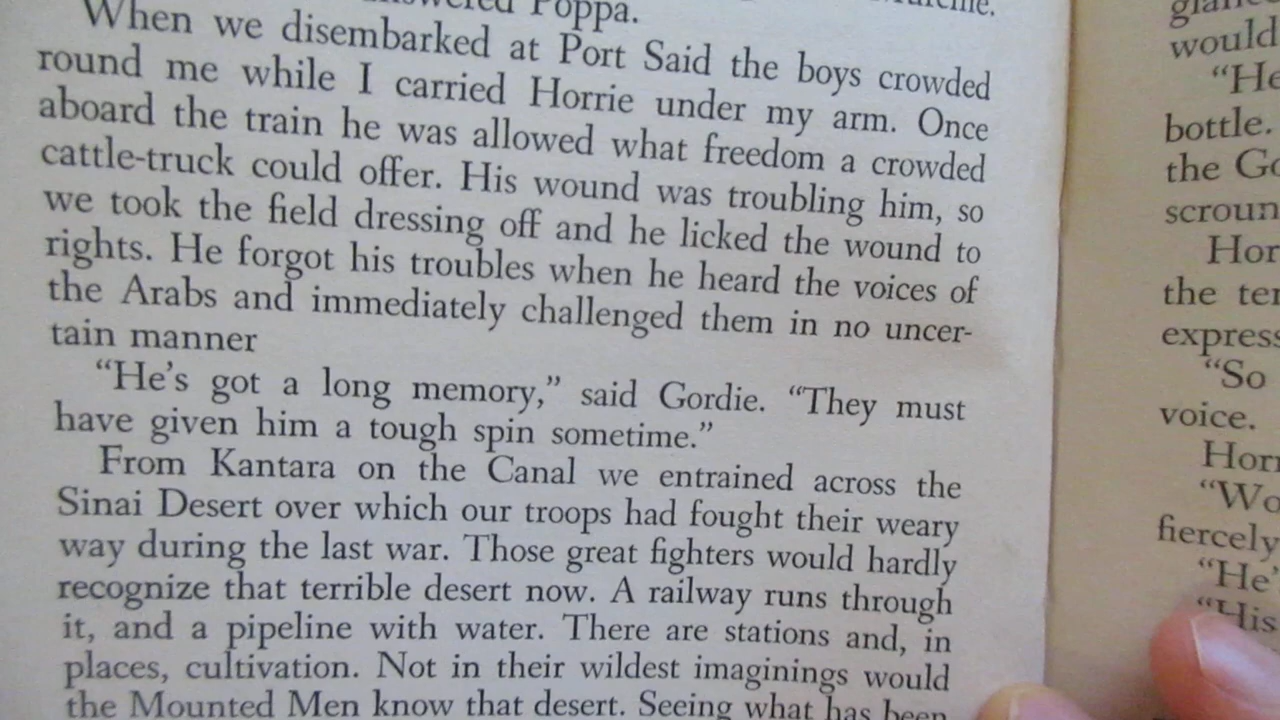 Poppa.
When we disembarked at Port Said the boys crowded
round me while I carried Horrie under my arm. Once
aboard the train he was allowed what freedom a crowded
cattle-truck could offer. His wound was troubling him, so
we took the field dressing off and he licked the wound to
rights. He forgot his troubles when he heard the voices of
the Arabs and immediately challenged them in no uncer-
tain manner
“He’s got a long memory,” said Gordie. “They must
have given him a tough spin sometime.”
From Kantara on the Canal we entrained across the
Sinai Desert over which our troops had fought their weary
way during the last war. Those great fighters would hardly
recognize that terrible desert now. A railway runs through
it, and a pipeline with water. There are stations and, in
places, cultivation. Not in their wildest imaginings would
the Mounted Men know that desert. Seeing what has been
would
“He
bottle.
the Go
scroun
Hor
the ter
express
“So
voice.
Horr
“Wo
fiercely
“He’
“His